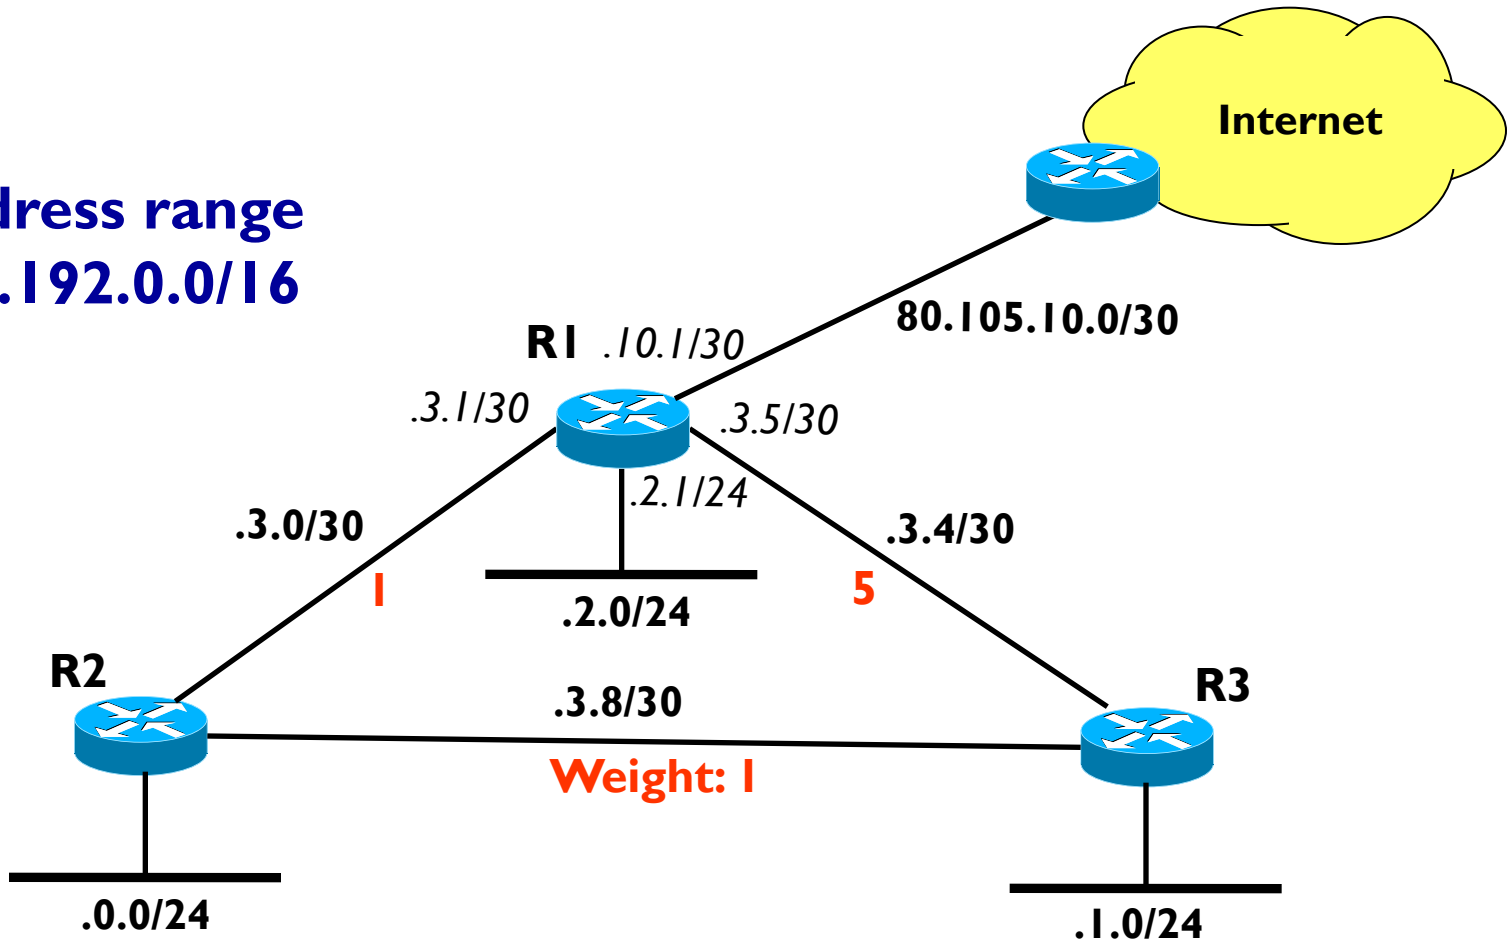 Internet
dress range
.192.0.0/16
80.105.10.0/30
R1 .10.1/30
.3.1/30
.3.5/30
.2.1/24
.3.0/30
.3.4/30
1
5
.2.0/24
R2
R3
.3.8/30
Weight: 1
.0.0/24
.1.0/24